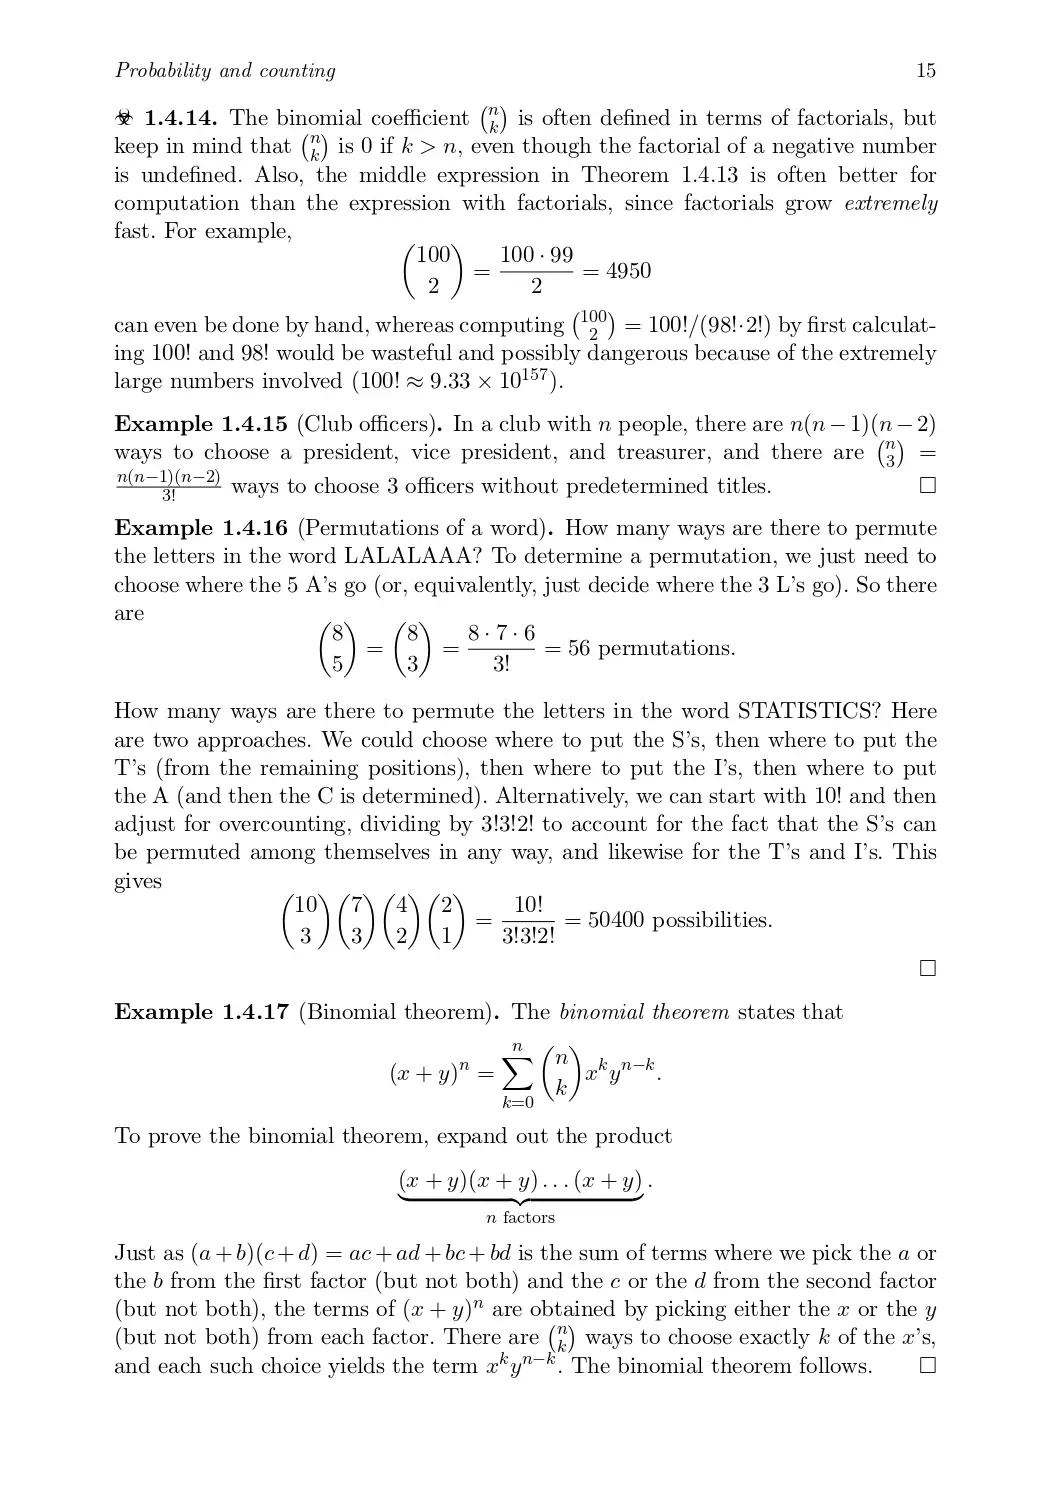 Probability and counting 15
☣ 1.4.14. The binomial coefficient $\binom{n}{k}$ is often defined in terms of factorials, but
keep in mind that $\binom{n}{k}$ is 0 if $k > n$, even though the factorial of a negative number
is undefined. Also, the middle expression in Theorem 1.4.13 is often better for
computation than the expression with factorials, since factorials grow extremely
fast. For example,
$\binom{100}{2} = \frac{100 \cdot 99}{2} = 4950$
can even be done by hand, whereas computing $\binom{100}{2} = 100!/(98! \cdot 2!)$ by first calculat-
ing 100! and 98! would be wasteful and possibly dangerous because of the extremely
large numbers involved ($100! \approx 9.33 \times 10^{157}$).
Example 1.4.15 (Club officers). In a club with $n$ people, there are $n(n-1)(n-2)$
ways to choose a president, vice president, and treasurer, and there are $\binom{n}{3} =$
$\frac{n(n-1)(n-2)}{3!}$ ways to choose 3 officers without predetermined titles. □
Example 1.4.16 (Permutations of a word). How many ways are there to permute
the letters in the word LALALAAA? To determine a permutation, we just need to
choose where the 5 A's go (or, equivalently, just decide where the 3 L's go). So there
are
$\binom{8}{5} = \binom{8}{3} = \frac{8 \cdot 7 \cdot 6}{3!} = 56$ permutations.
How many ways are there to permute the letters in the word STATISTICS? Here
are two approaches. We could choose where to put the S's, then where to put the
T's (from the remaining positions), then where to put the I's, then where to put
the A (and then the C is determined). Alternatively, we can start with 10! and then
adjust for overcounting, dividing by 3!3!2! to account for the fact that the S's can
be permuted among themselves in any way, and likewise for the T's and I's. This
gives
$\binom{10}{3}\binom{7}{3}\binom{4}{2}\binom{2}{1} = \frac{10!}{3!3!2!} = 50400$ possibilities.
□
Example 1.4.17 (Binomial theorem). The binomial theorem states that
$(x + y)^n = \sum_{k=0}^{n} \binom{n}{k} x^k y^{n-k}.$
To prove the binomial theorem, expand out the product
$\underbrace{(x + y)(x + y) \ldots (x + y)}_{n \text{ factors}}.$
Just as $(a+b)(c+d) = ac+ad+bc+bd$ is the sum of terms where we pick the $a$ or
the $b$ from the first factor (but not both) and the $c$ or the $d$ from the second factor
(but not both), the terms of $(x + y)^n$ are obtained by picking either the $x$ or the $y$
(but not both) from each factor. There are $\binom{n}{k}$ ways to choose exactly $k$ of the $x$'s,
and each such choice yields the term $x^k y^{n-k}$. The binomial theorem follows. □